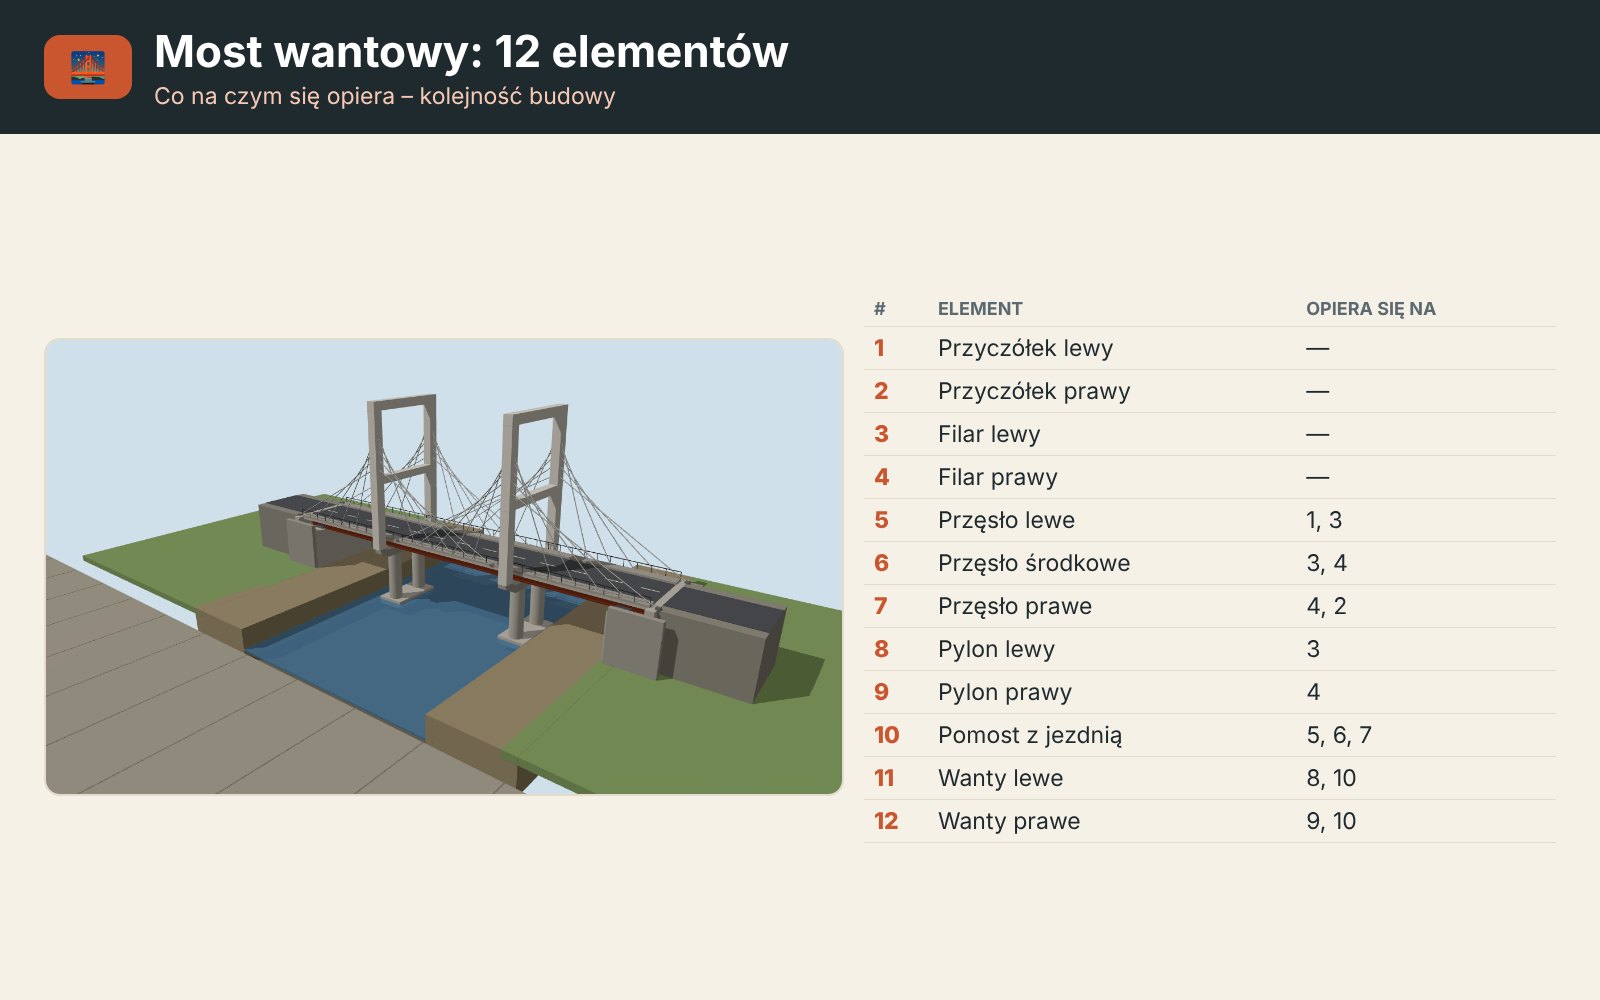 Most wantowy: 12 elementów
Co na czym się opiera – kolejność budowy
# ELEMENT OPIERA SIĘ NA
1 Przyczółek lewy —
2 Przyczółek prawy —
3 Filar lewy —
4 Filar prawy —
5 Przęsło lewe 1, 3
6 Przęsło środkowe 3, 4
7 Przęsło prawe 4, 2
8 Pylon lewy 3
9 Pylon prawy 4
10 Pomost z jezdnią 5, 6, 7
11 Wanty lewe 8, 10
12 Wanty prawe 9, 10